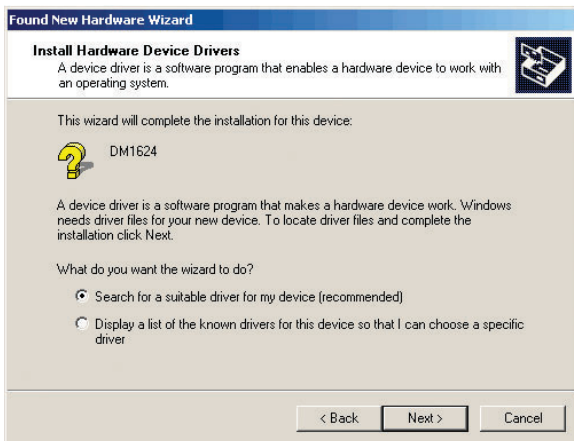 Found New Hardware Wizard
Install Hardware Device Drivers
A device driver is a software program that enables a hardware device to work with
an operating system.
This wizard will complete the installation for this device:
DM1624
A device driver is a software program that makes a hardware device work. Windows
needs driver files for your new device. To locate driver files and complete the
installation click Next.
What do you want the wizard to do?
Search for a suitable driver for my device (recommended)
Display a list of the known drivers for this device so that I can choose a specific
driver
< Back   Next >   Cancel